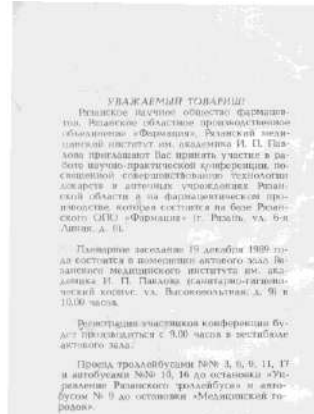 УВАЖАЕМЫЙ ТОВАРИЩ!
Рязанское научное общество фармацев-
тов, Рязанское областное производственное
объединение «Фармация», Рязанский меди-
цинский институт им. академика И. П. Пав-
лова приглашают Вас принять участие в ра-
боте научно-практической конференции, по-
священной совершенствованию технологии
лекарств в аптечных учреждениях Рязан-
ской области и на фармацевтическом про-
изводстве, которая состоится на базе Рязан-
ского ОПО «Фармация» (г. Рязань, ул. 6-я
Линия, д. 6).
Пленарное заседание 19 декабря 1989 го-
да состоится в помещении актового зала Ря-
занского медицинского института им. ака-
демика И. П. Павлова (санитарно-гигиени-
ческий корпус, ул. Высоковольтная, д. 9) в
10.00 часов.
Регистрация участников конференции бу-
дет производиться с 9.00 часов в вестибюле
актового зала.
Проезд троллейбусами №№ 3, 6, 9, 11, 17
и автобусами №№ 10, 16 до остановки «Уп-
равление Рязанского троллейбуса» и авто-
бусом № 9 до остановки «Медицинский го-
родок».